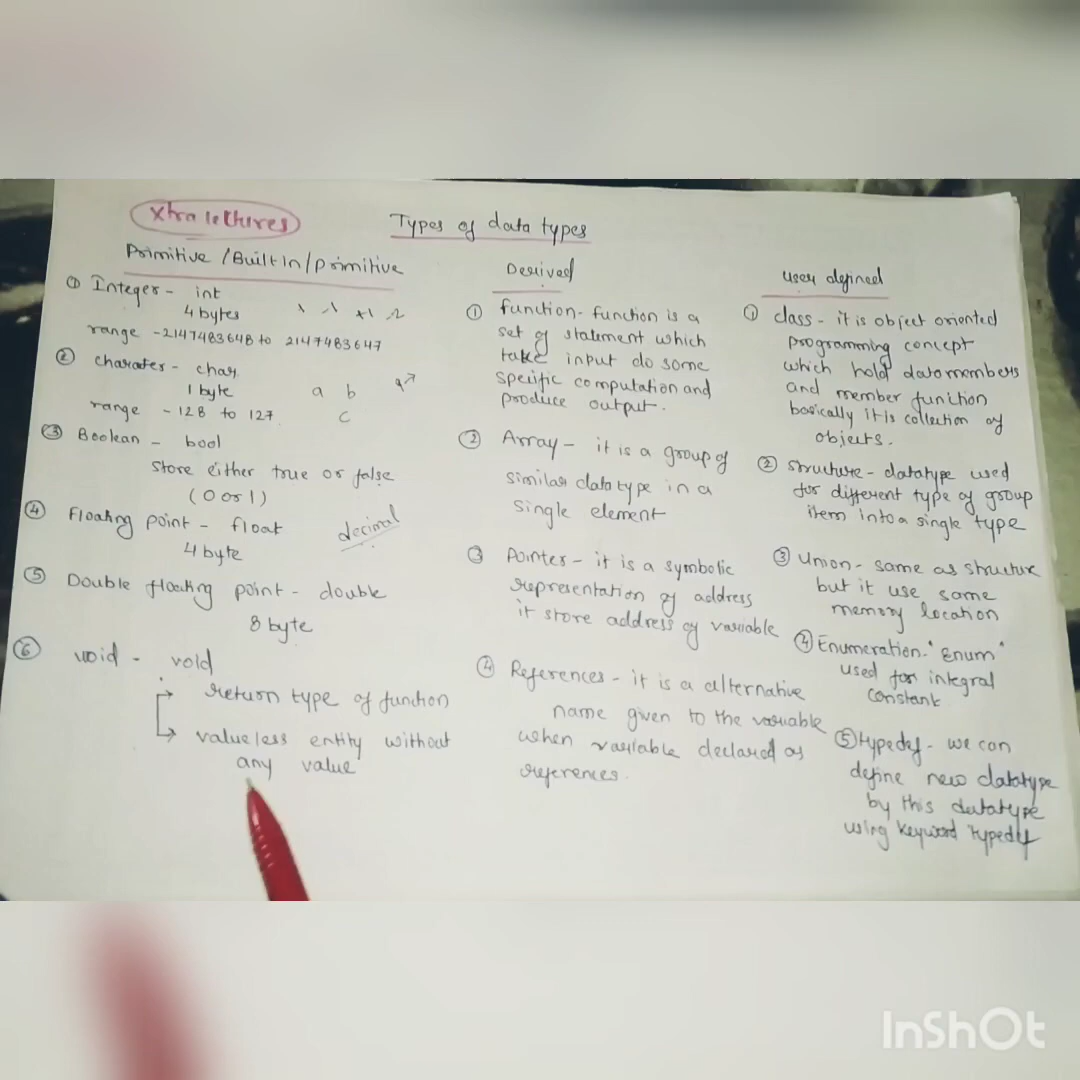 Xtra lectures
Types of data types
Primitive / Built In / primitive
① Integer - int
4 bytes
range -2147483648 to 2147483647
② charater - char
1 byte
a b
c
range -128 to 127
③ Boolean - bool
store either true or false
(0 or 1)
④ Floating point - float
decimal
4 byte
⑤ Double floating point - double
8 byte
⑥ void - void
return type of function
valueless entity without
any value
Derived
① function - function is a
set of statement which
take input do some
specific computation and
produce output.
② Array - it is a group of
similar data type in a
single element
③ Pointer - it is a symbolic
representation of address
it store address of variable
④ References - it is a alternative
name given to the variable
when variable declared as
references.
user defined
① class - it is object oriented
programming concept
which hold datamembers
and member function
basically it is collection of
objects.
② structure - datatype used
for different type of group
item into a single type
③ union - same as structure
but it use same
memory location
④ Enumeration - "Enum"
used for integral
constant
⑤ typedef - we can
define new datatype
by this datatype
using keyword 'typedef
InShOt